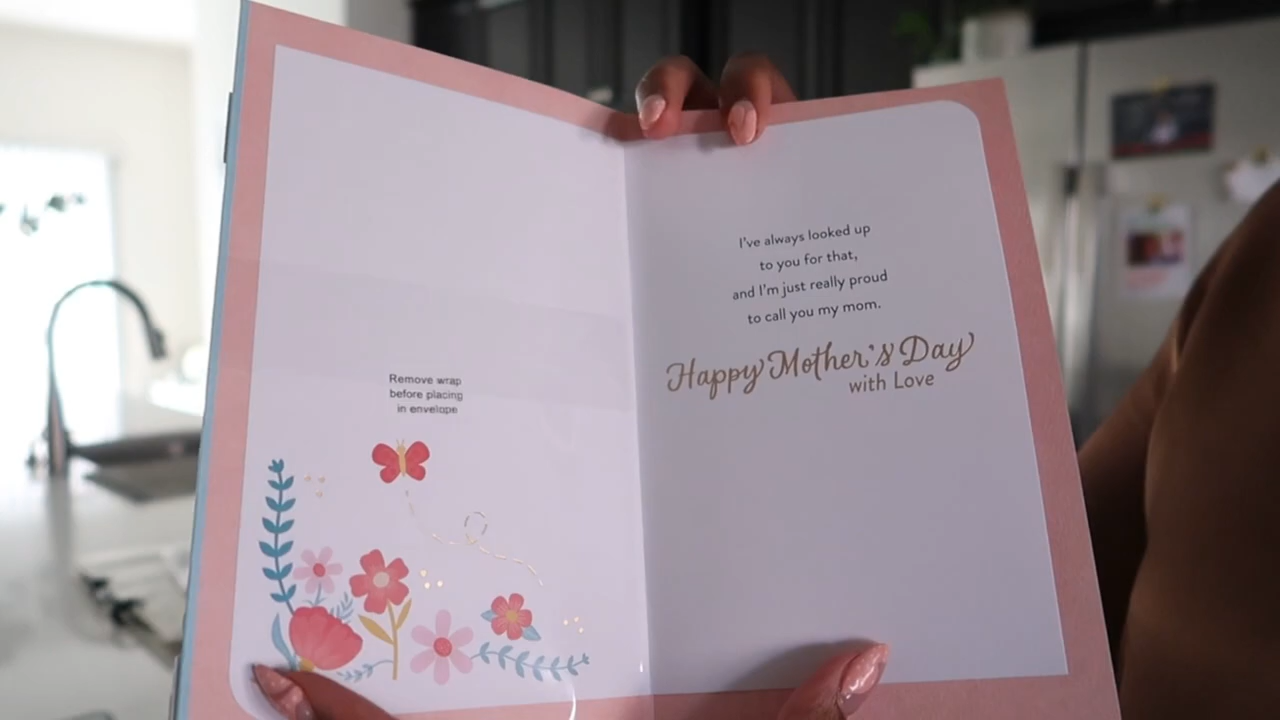 Remove wrap
before placing
in envelope
I've always looked up
to you for that,
and I'm just really proud
to call you my mom.
Happy Mother's Day
with Love